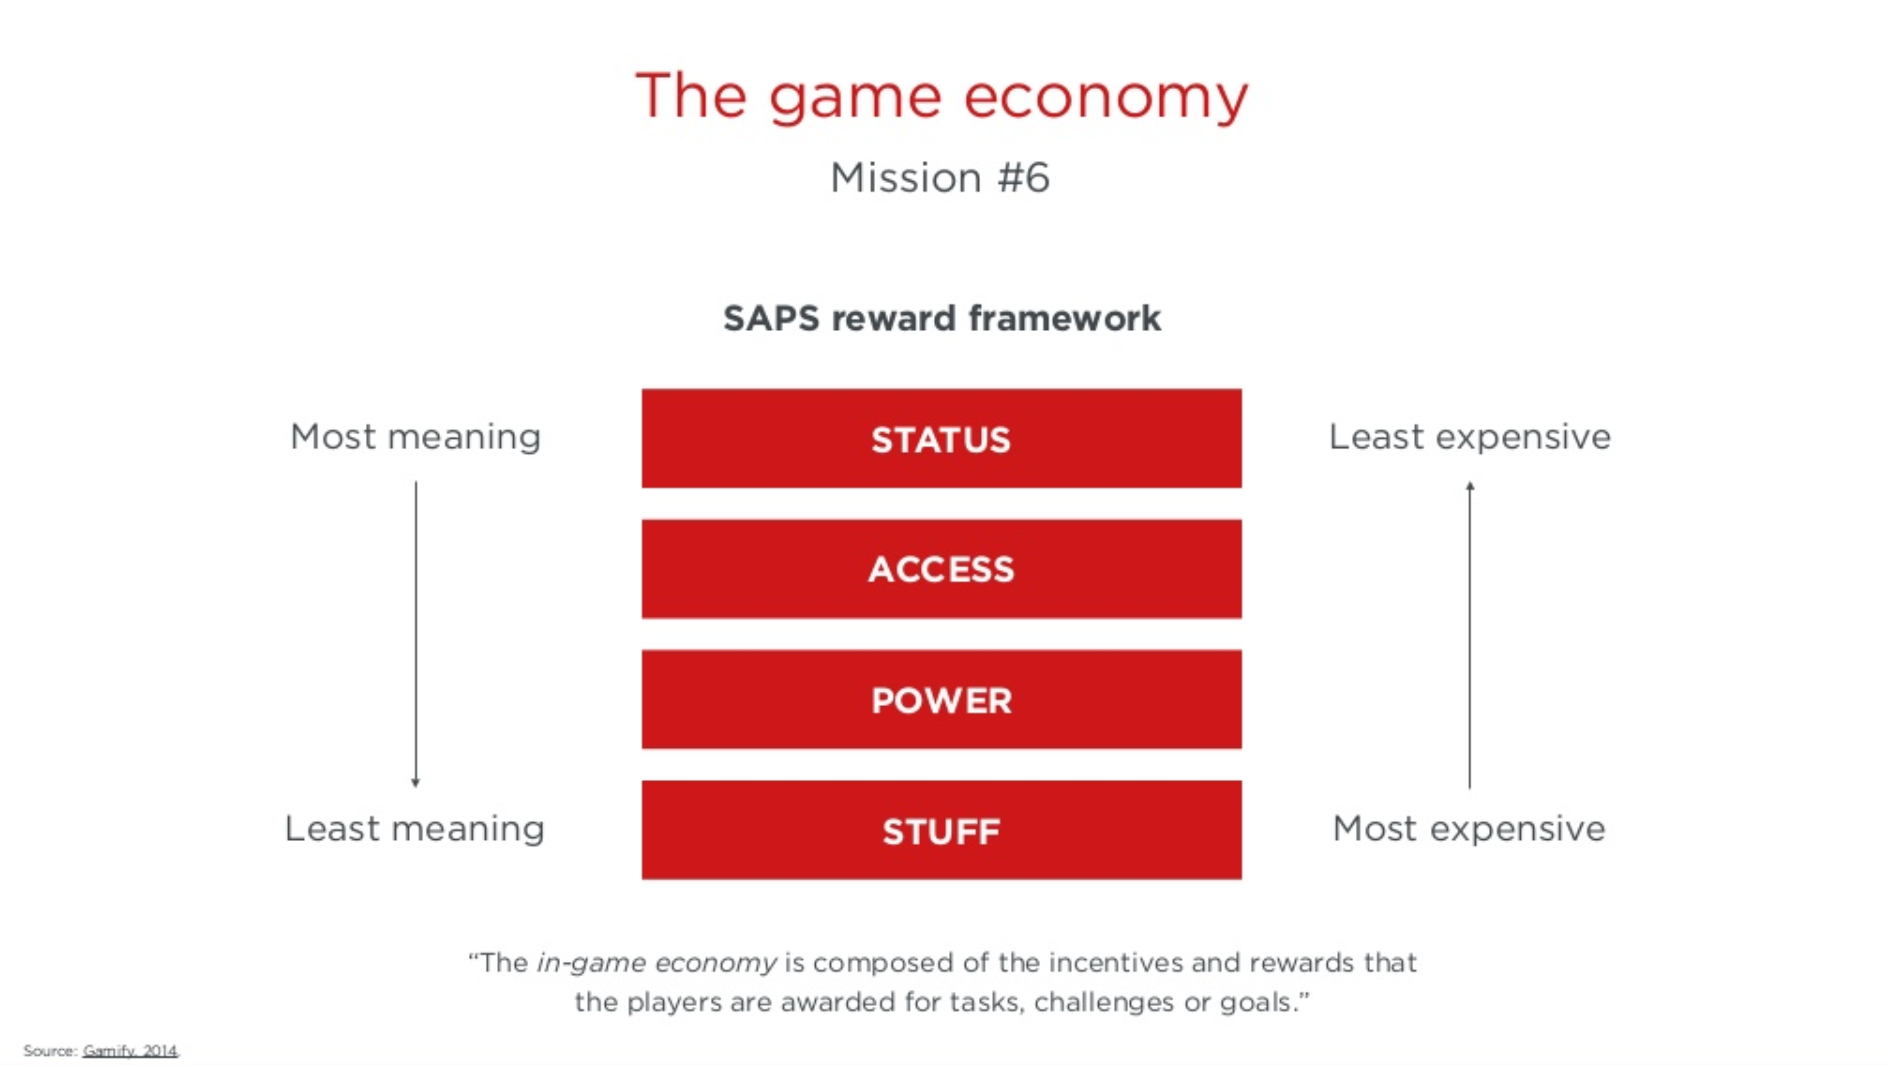 The game economy
Mission #6
SAPS reward framework
Most meaning
STATUS
Least expensive
ACCESS
POWER
Least meaning
STUFF
Most expensive
“The in-game economy is composed of the incentives and rewards that
the players are awarded for tasks, challenges or goals.”
Source: Gamify, 2014.